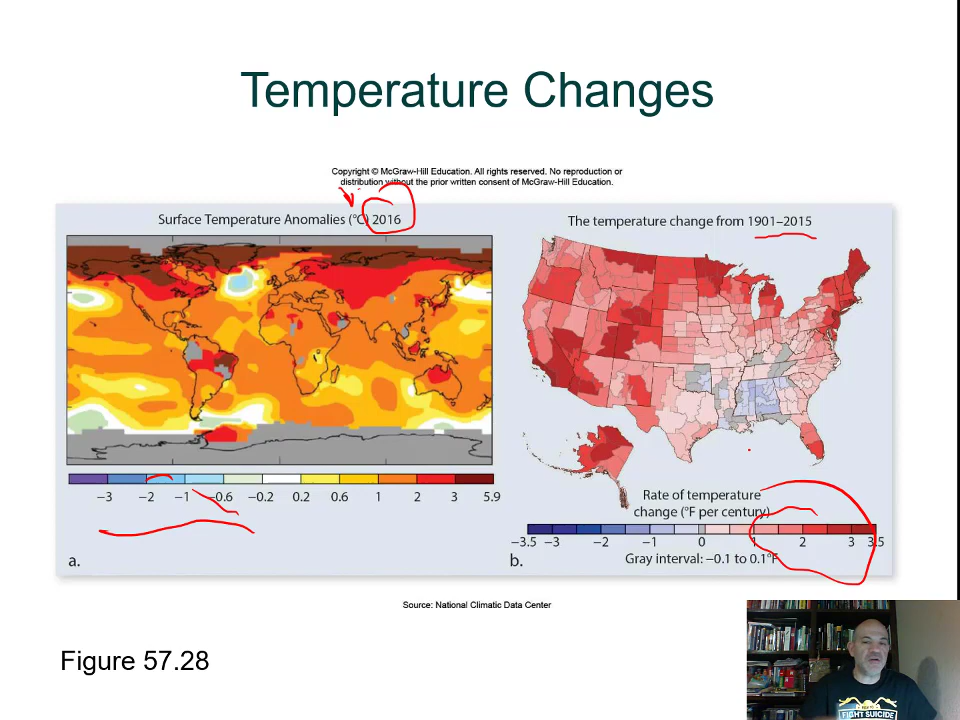 Temperature Changes
Copyright © McGraw-Hill Education. All rights reserved. No reproduction or
distribution without the prior written consent of McGraw-Hill Education.
Surface Temperature Anomalies (°C) 2016
−3 −2 −1 −0.6 −0.2 0.2 0.6 1 2 3 5.9
a.
The temperature change from 1901–2015
Rate of temperature
change (°F per century)
−3.5 −3 −2 −1 0 1 2 3 3.5
Gray interval: −0.1 to 0.1°F
b.
Source: National Climatic Data Center
Figure 57.28
FIGHT SUICIDE